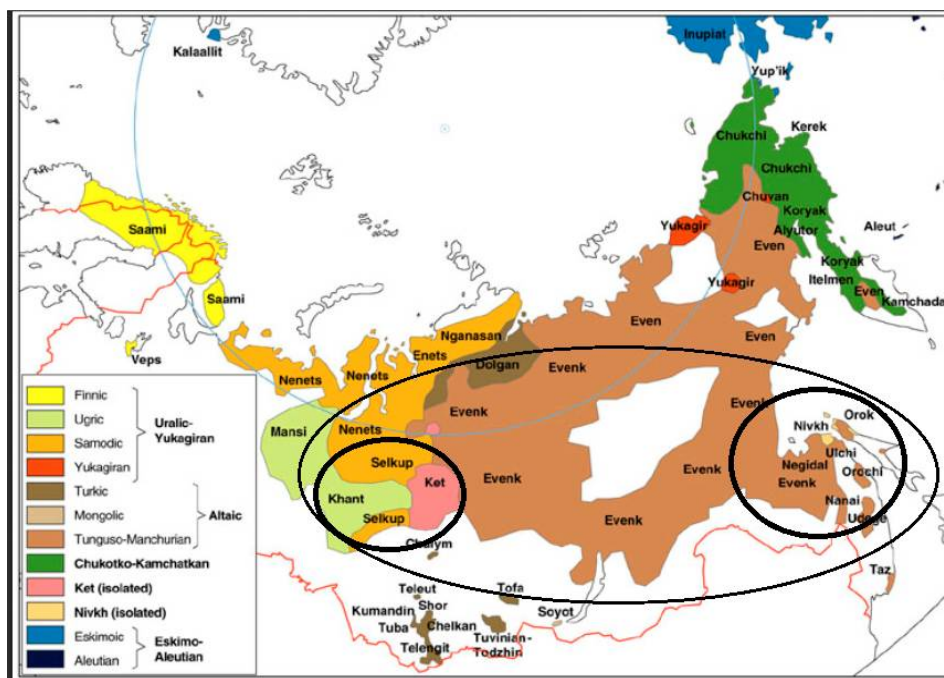 Kalaallit
Inupiat
Yup'ik
Chukchi
Kerek
Chukchi
Chuvan
Koryak
Alyutor
Aleut
Yukagir
Even
Koryak
Itelmen
Even
Kamchadal
Yukagir
Saami
Saami
Veps
Nganasan
Enets
Even
Even
Dolgan
Evenk
Nenets
Nenets
Evenk
Evenk
Mansi
Nenets
Selkup
Ket
Khant
Selkup
Evenk
Evenk
Evenk
Nivkh
Orok
Ulchi
Negidal
Orochi
Evenk
Nanai
Udege
Taz
Chulym
Teleut
Tofa
Shor
Kumandin
Chelkan
Tuba
Soyot
Tuvinian-
Todzhin
Telengit
Finnic
Ugric
Samodic
Yukagiran
Uralic-
Yukagiran
Turkic
Mongolic
Tunguso-Manchurian
Altaic
Chukotko-Kamchatkan
Ket (isolated)
Nivkh (isolated)
Eskimoic
Aleutian
Eskimo-
Aleutian